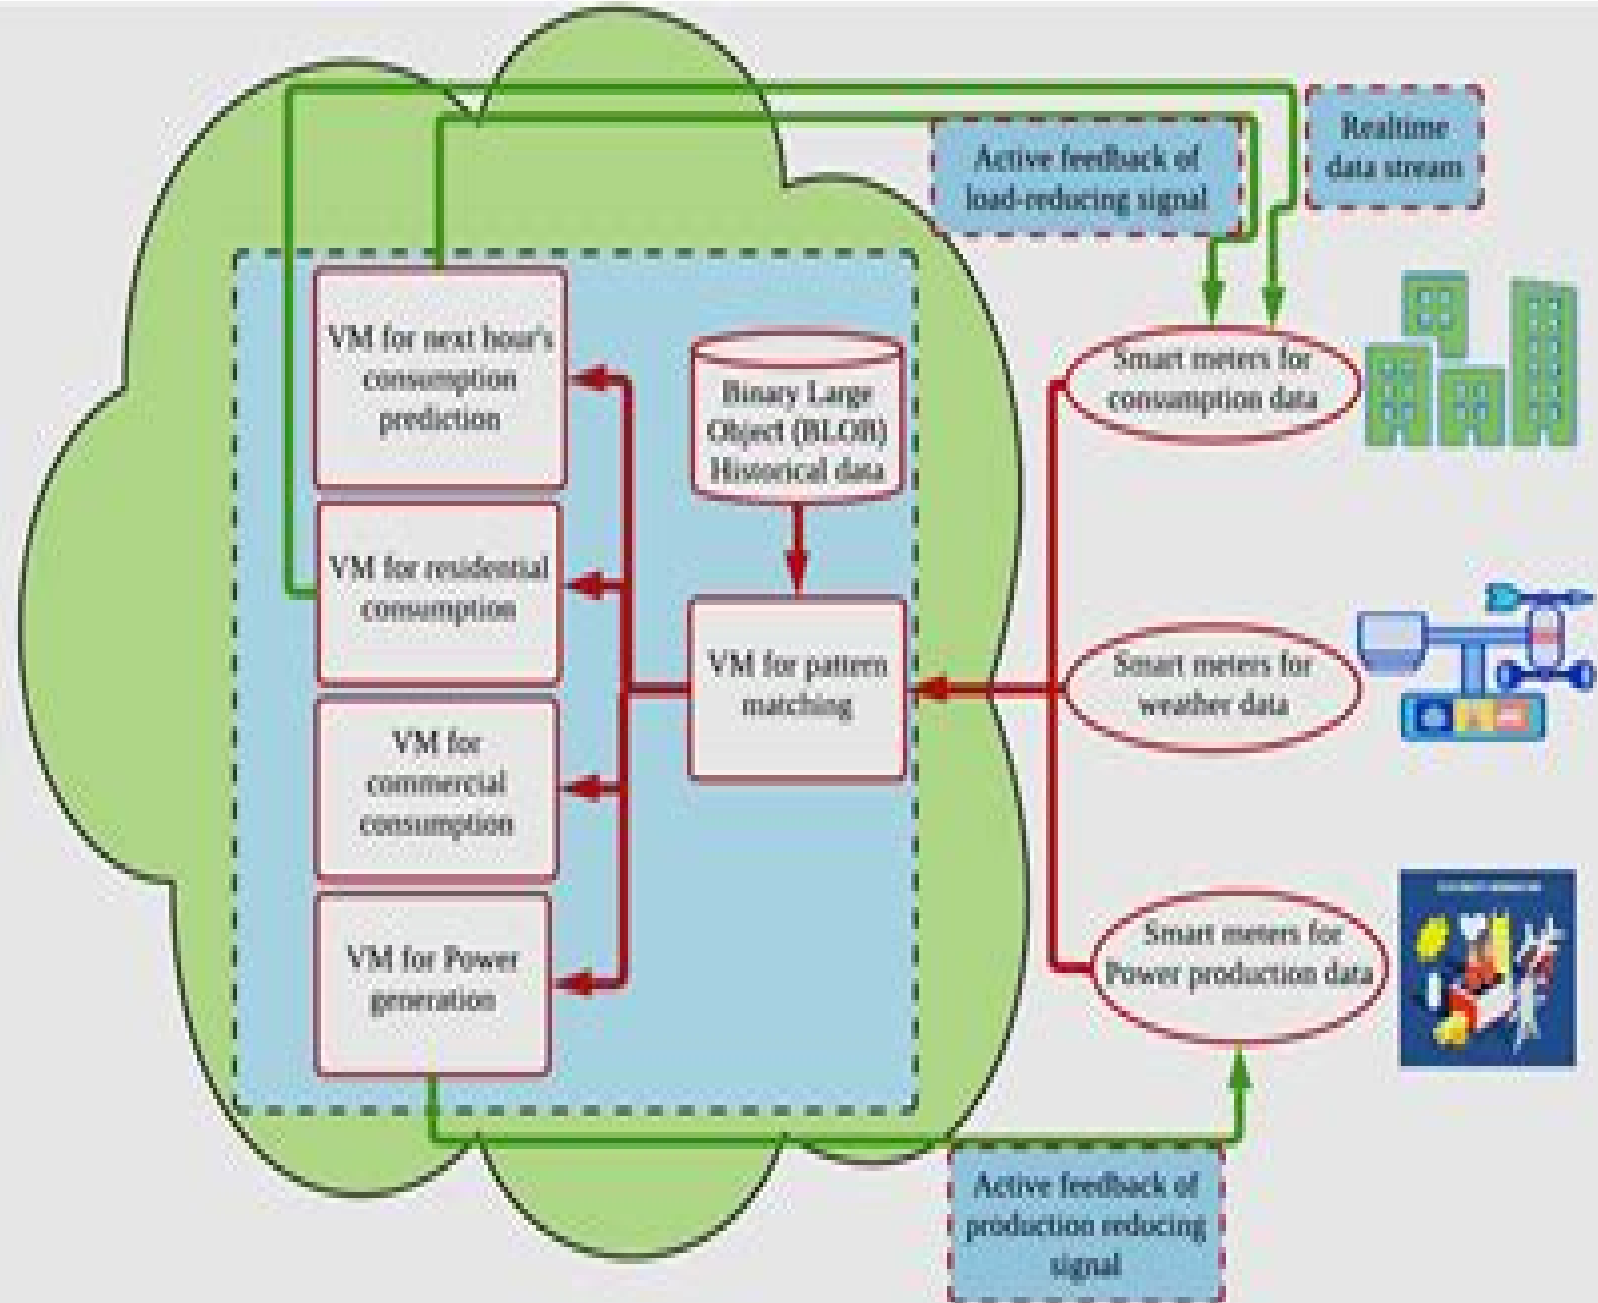 Realtime
data stream
Active feedback of
load-reducing signal
VM for next hour's
consumption
prediction
Binary Large
Object (BLOB)
Historical data
Smart meters for
consumption data
VM for residential
consumption
VM for pattern
matching
Smart meters for
weather data
VM for
commercial
consumption
VM for Power
generation
Smart meters for
Power production data
Active feedback of
production reducing
signal